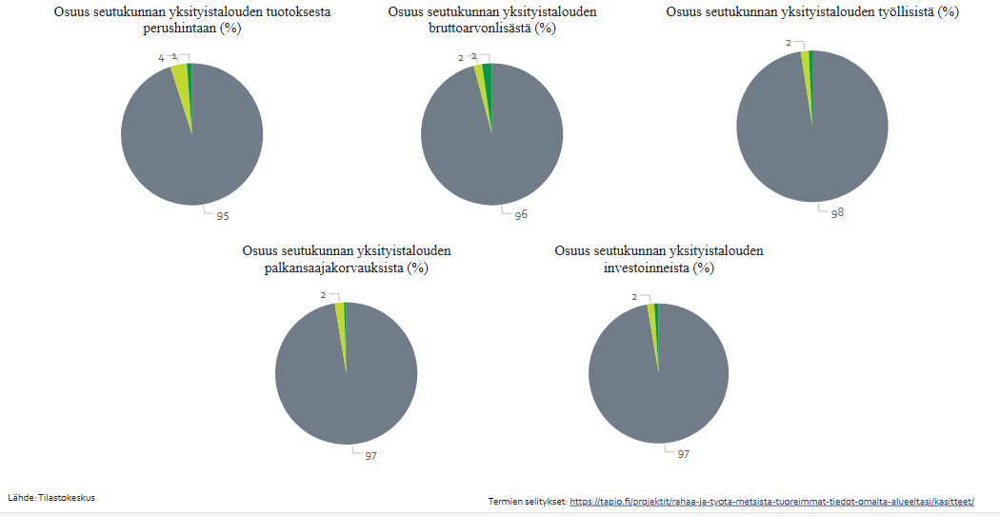 Osuus seutukunnan yksityistalouden tuotoksesta
perushintaan (%)
4 1
95
Osuus seutukunnan yksityistalouden
bruttoarvonlisästä (%)
2 2
96
Osuus seutukunnan yksityistalouden työllisistä (%)
2
98
Osuus seutukunnan yksityistalouden
palkansaajakorvauksista (%)
2
97
Osuus seutukunnan yksityistalouden
investoinneista (%)
2
97
Lähde: Tilastokeskus
Termien selitykset: https://tapio.fi/projektit/rahaa-ja-tyota-metsista-tuoreimmat-tiedot-omalta-alueeltasi/kasitteet/